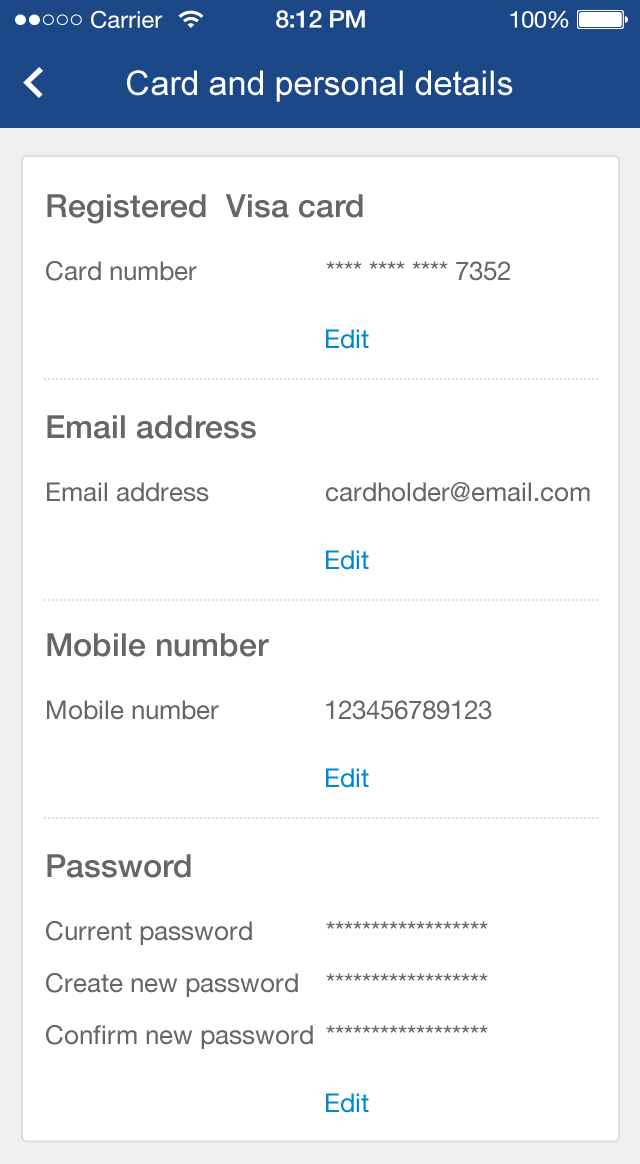 Carrier 8:12 PM 100%
Card and personal details
Registered Visa card
Card number **** **** **** 7352
Edit
Email address
Email address cardholder@email.com
Edit
Mobile number
Mobile number 123456789123
Edit
Password
Current password ******************
Create new password ******************
Confirm new password ******************
Edit